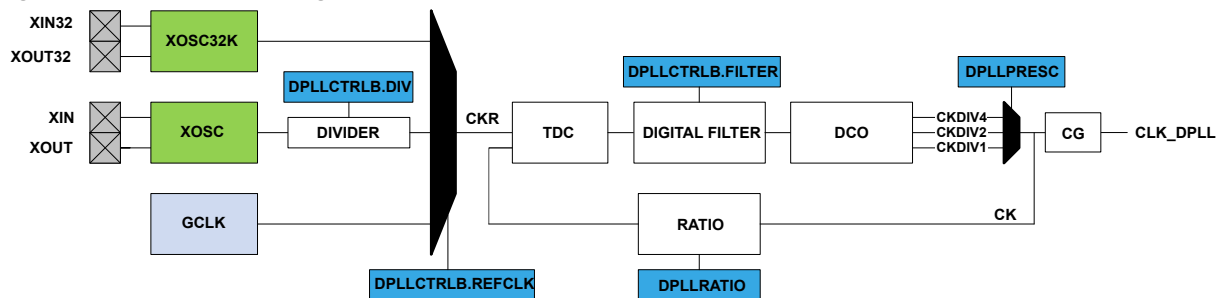 XIN32
XOUT32
XOSC32K
DPLLCTRLB.DIV
DPLLCTRLB.FILTER
DPLLPRESC
XIN
XOUT
XOSC
DIVIDER
CKR
TDC
DIGITAL FILTER
DCO
CKDIV4
CKDIV2
CKDIV1
CG
CLK_DPLL
GCLK
RATIO
CK
DPLLCTRLB.REFCLK
DPLLRATIO